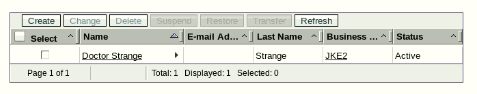 Create Change Delete Suspend Restore Transfer Refresh
Select Name E-mail Ad... Last Name Business ... Status
Doctor Strange Strange JKE2 Active
Page 1 of 1 Total: 1 Displayed: 1 Selected: 0